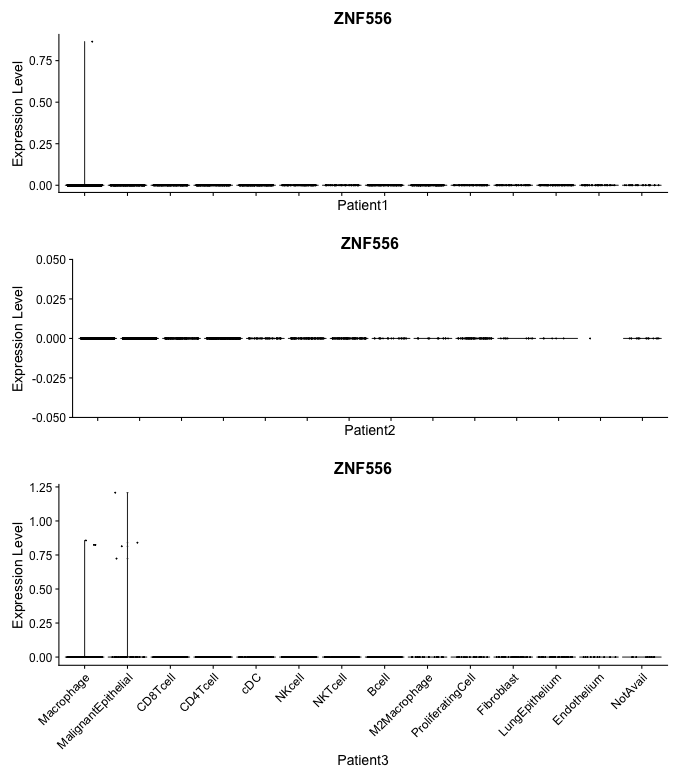 ZNF556
Expression Level
0.75
0.50
0.25
0.00
Patient1
ZNF556
Expression Level
0.050
0.025
0.000
-0.025
-0.050
Patient2
ZNF556
Expression Level
1.25
1.00
0.75
0.50
0.25
0.00
Macrophage
MalignantEpithelial
CD8Tcell
CD4Tcell
cDC
NKcell
NKTcell
Bcell
M2Macrophage
ProliferatingCell
Fibroblast
LungEpithelium
Endothelium
NotAvail
Patient3